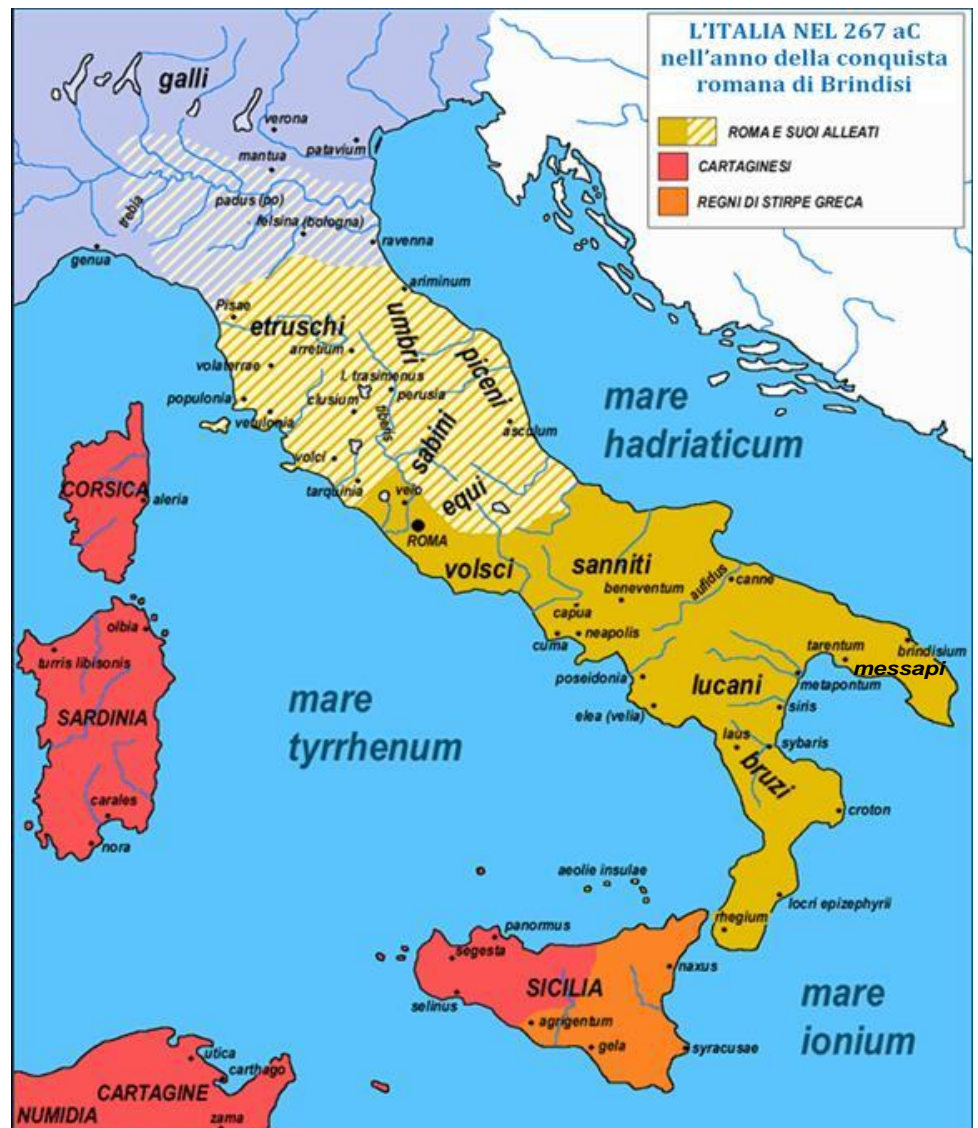 L'ITALIA NEL 267 aC
nell'anno della conquista
romana di Brindisi
ROMA E SUOI ALLEATI
CARTAGINESI
REGNI DI STIRPE GRECA
galli
verona
mantua
patavium
padus (po)
trebia
felsina (bologna)
ravenna
genua
ariminum
Pisae
etruschi
umbri
arretium
piceni
volaterrae
l. trasimenus
populonia
clusium
perusia
vetulonia
tiberis
asculum
sabini
volci
tarquinia
veio
equi
mare
hadriaticum
CORSICA
aleria
ROMA
volsci
sanniti
beneventum
aufidus
canne
capua
cuma
neapolis
olbia
turris libisonis
tarentum
brindisium
messapi
poseidonia
lucani
metapontum
elea (velia)
siris
SARDINIA
mare
tyrrhenum
laus
sybaris
bruzi
carales
croton
nora
aeolie insulae
locri epizephyrii
rhegium
panormus
segesta
naxus
SICILIA
selinus
mare
ionium
agrigentum
gela
syracusae
utica
carthago
CARTAGINE
NUMIDIA
zama